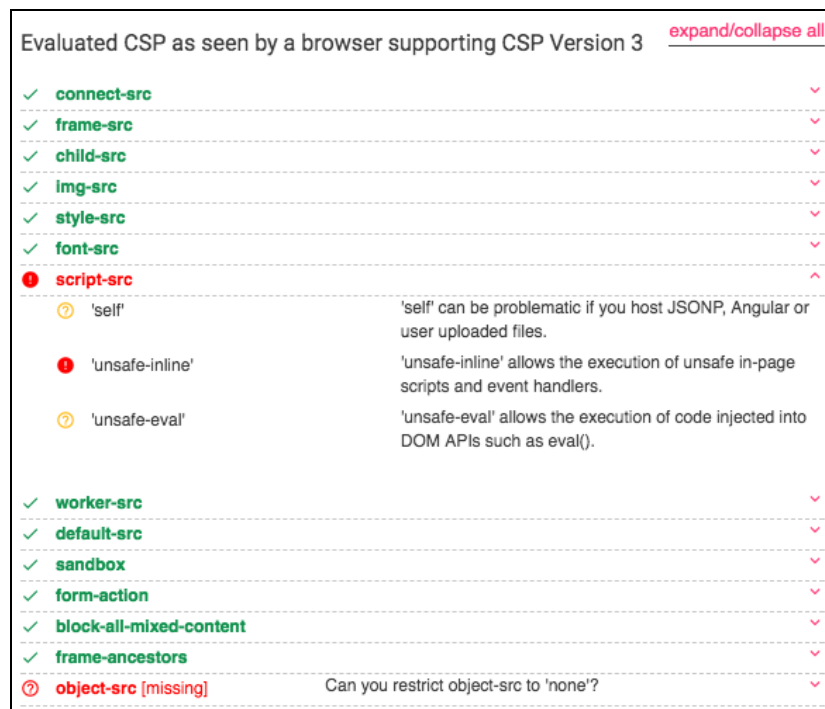 Evaluated CSP as seen by a browser supporting CSP Version 3
expand/collapse all
connect-src
frame-src
child-src
img-src
style-src
font-src
script-src
'self'
'self' can be problematic if you host JSONP, Angular or
user uploaded files.
'unsafe-inline'
'unsafe-inline' allows the execution of unsafe in-page
scripts and event handlers.
'unsafe-eval'
'unsafe-eval' allows the execution of code injected into
DOM APIs such as eval().
worker-src
default-src
sandbox
form-action
block-all-mixed-content
frame-ancestors
object-src [missing]
Can you restrict object-src to 'none'?